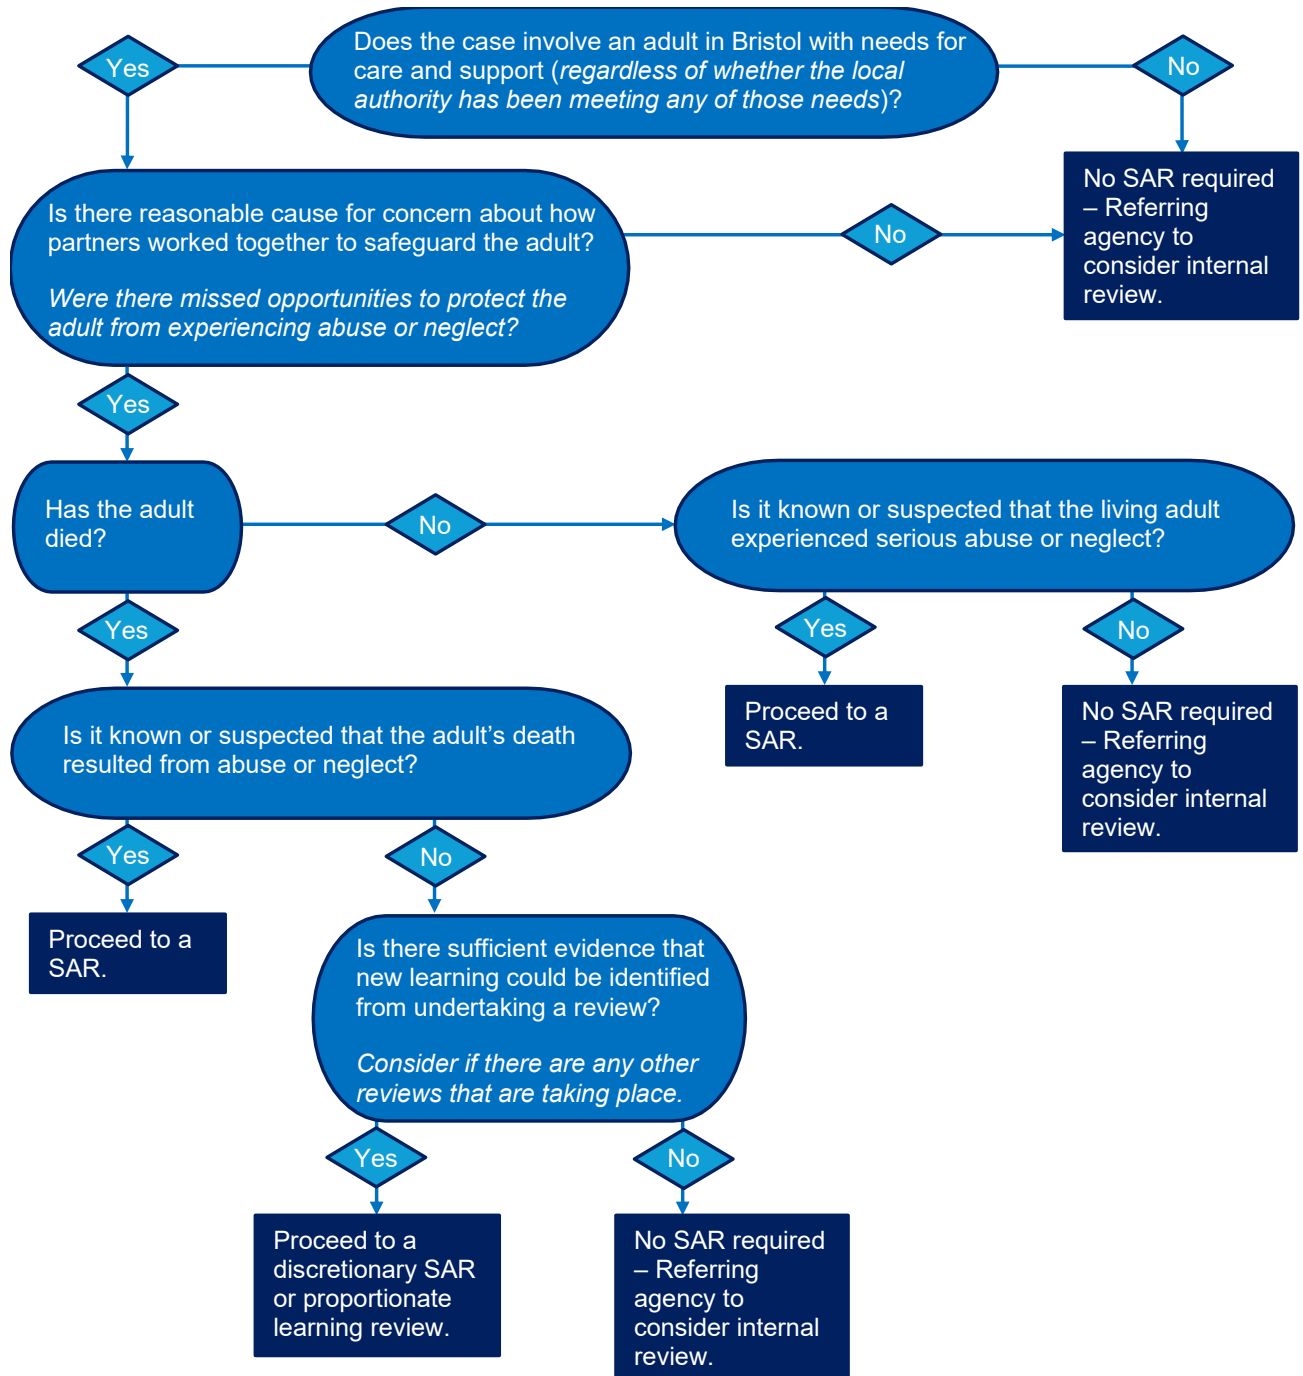 Does the case involve an adult in Bristol with needs for
care and support (regardless of whether the local
authority has been meeting any of those needs)?
Yes
No
No SAR required
– Referring
agency to
consider internal
review.
Is there reasonable cause for concern about how
partners worked together to safeguard the adult?
Were there missed opportunities to protect the
adult from experiencing abuse or neglect?
No
Yes
Has the adult
died?
No
Is it known or suspected that the living adult
experienced serious abuse or neglect?
Yes
Yes
No
Proceed to a
SAR.
No SAR required
– Referring
agency to
consider internal
review.
Is it known or suspected that the adult’s death
resulted from abuse or neglect?
Yes
No
Proceed to a
SAR.
Is there sufficient evidence that
new learning could be identified
from undertaking a review?
Consider if there are any other
reviews that are taking place.
Yes
No
Proceed to a
discretionary SAR
or proportionate
learning review.
No SAR required
– Referring
agency to
consider internal
review.